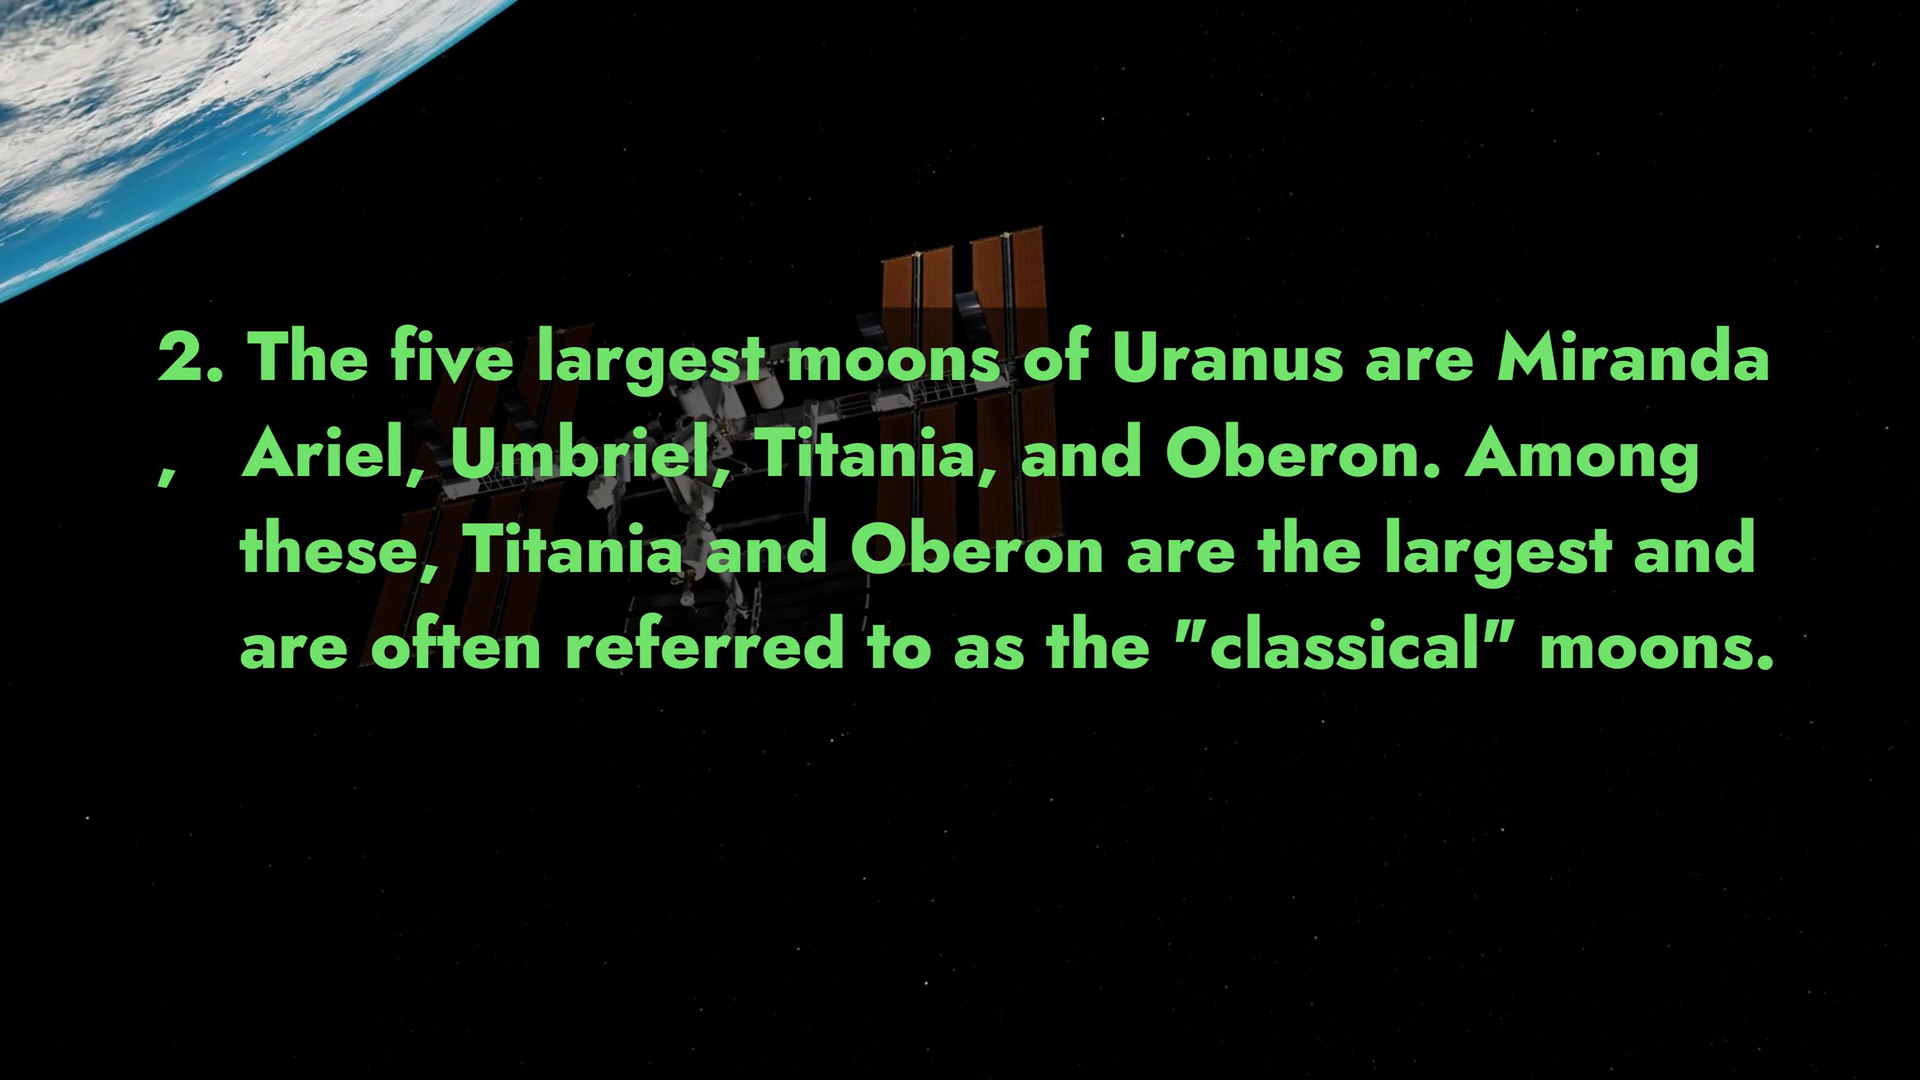 2. The five largest moons of Uranus are Miranda
, Ariel, Umbriel, Titania, and Oberon. Among
these, Titania and Oberon are the largest and
are often referred to as the "classical" moons.